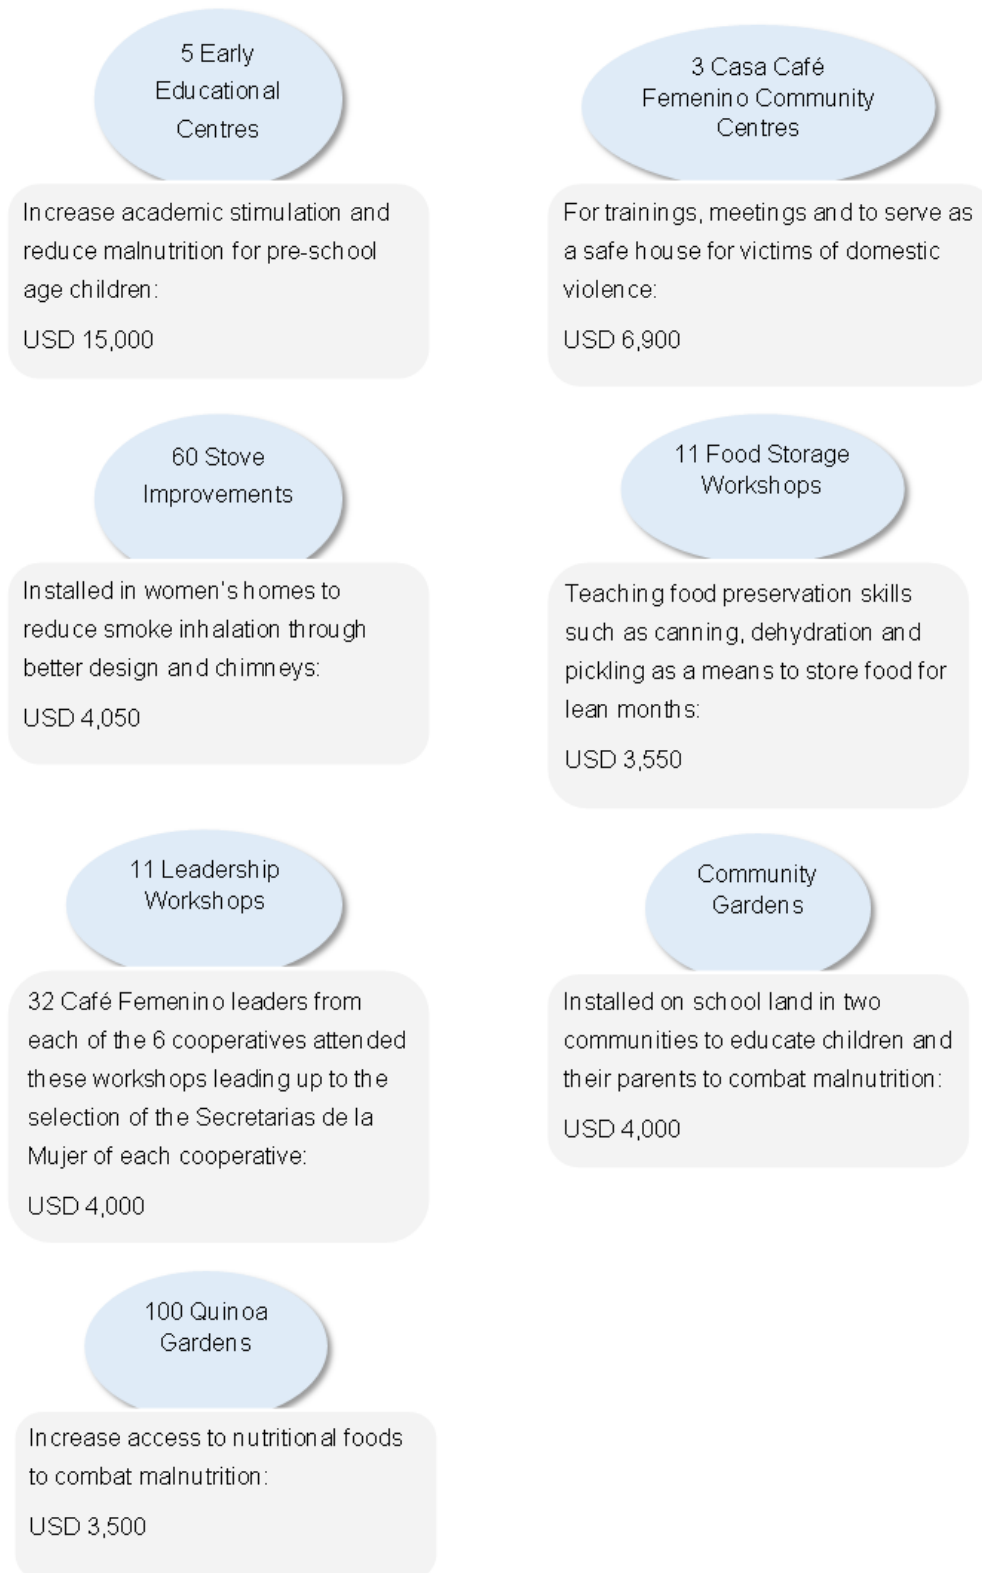 5 Early
Educational
Centres
Increase academic stimulation and
reduce malnutrition for pre-school
age children:
USD 15,000
3 Casa Café
Femenino Community
Centres
For trainings, meetings and to serve as
a safe house for victims of domestic
violence:
USD 6,900
60 Stove
Improvements
Installed in women's homes to
reduce smoke inhalation through
better design and chimneys:
USD 4,050
11 Food Storage
Workshops
Teaching food preservation skills
such as canning, dehydration and
pickling as a means to store food for
lean months:
USD 3,550
11 Leadership
Workshops
32 Café Femenino leaders from
each of the 6 cooperatives attended
these workshops leading up to the
selection of the Secretarias de la
Mujer of each cooperative:
USD 4,000
Community
Gardens
Installed on school land in two
communities to educate children and
their parents to combat malnutrition:
USD 4,000
100 Quinoa
Gardens
Increase access to nutritional foods
to combat malnutrition:
USD 3,500